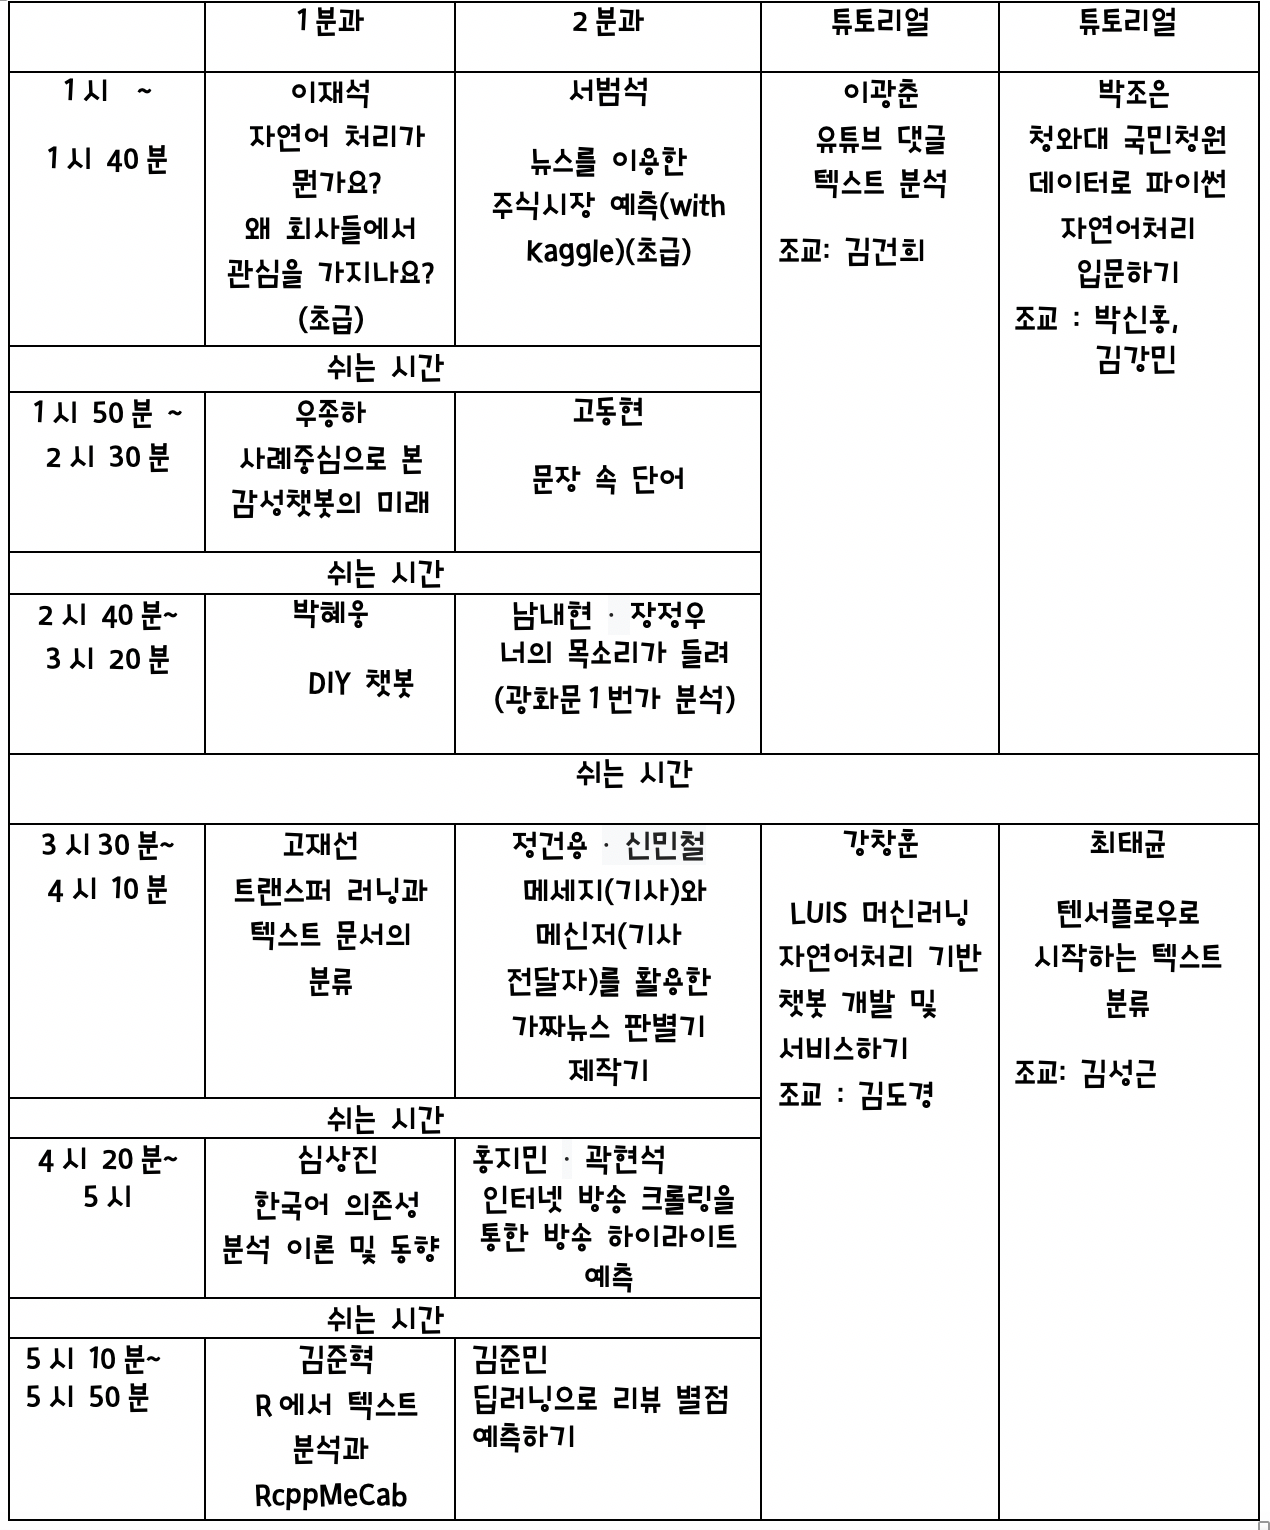 1 분과
2 분과
튜토리얼
튜토리얼
1 시 ~
1 시 40 분
이재석
자연어 처리가
뭔가요?
왜 회사들에서
관심을 가지나요?
(초급)
서범석
뉴스를 이용한
주식시장 예측(with
Kaggle)(초급)
이광춘
유튜브 댓글
텍스트 분석
조교: 김건희
박조은
청와대 국민청원
데이터로 파이썬
자연어처리
입문하기
조교 : 박신홍,
김강민
쉬는 시간
1 시 50 분 ~
2 시 30 분
우종하
사례중심으로 본
감성챗봇의 미래
고동현
문장 속 단어
쉬는 시간
2 시 40 분~
3 시 20 분
박혜웅
DIY 챗봇
남내현 · 장정우
너의 목소리가 들려
(광화문 1 번가 분석)
쉬는 시간
3 시 30 분~
4 시 10 분
고재선
트랜스퍼 러닝과
텍스트 문서의
분류
정건용 · 신민철
메세지(기사)와
메신저(기사
전달자)를 활용한
가짜뉴스 판별기
제작기
강창훈
LUIS 머신러닝
자연어처리 기반
챗봇 개발 및
서비스하기
조교 : 김도경
최태균
텐서플로우로
시작하는 텍스트
분류
조교: 김성근
쉬는 시간
4 시 20 분~
5 시
심상진
한국어 의존성
분석 이론 및 동향
홍지민 · 곽현석
인터넷 방송 크롤링을
통한 방송 하이라이트
예측
쉬는 시간
5 시 10 분~
5 시 50 분
김준혁
R 에서 텍스트
분석과
RcppMeCab
김준민
딥러닝으로 리뷰 별점
예측하기